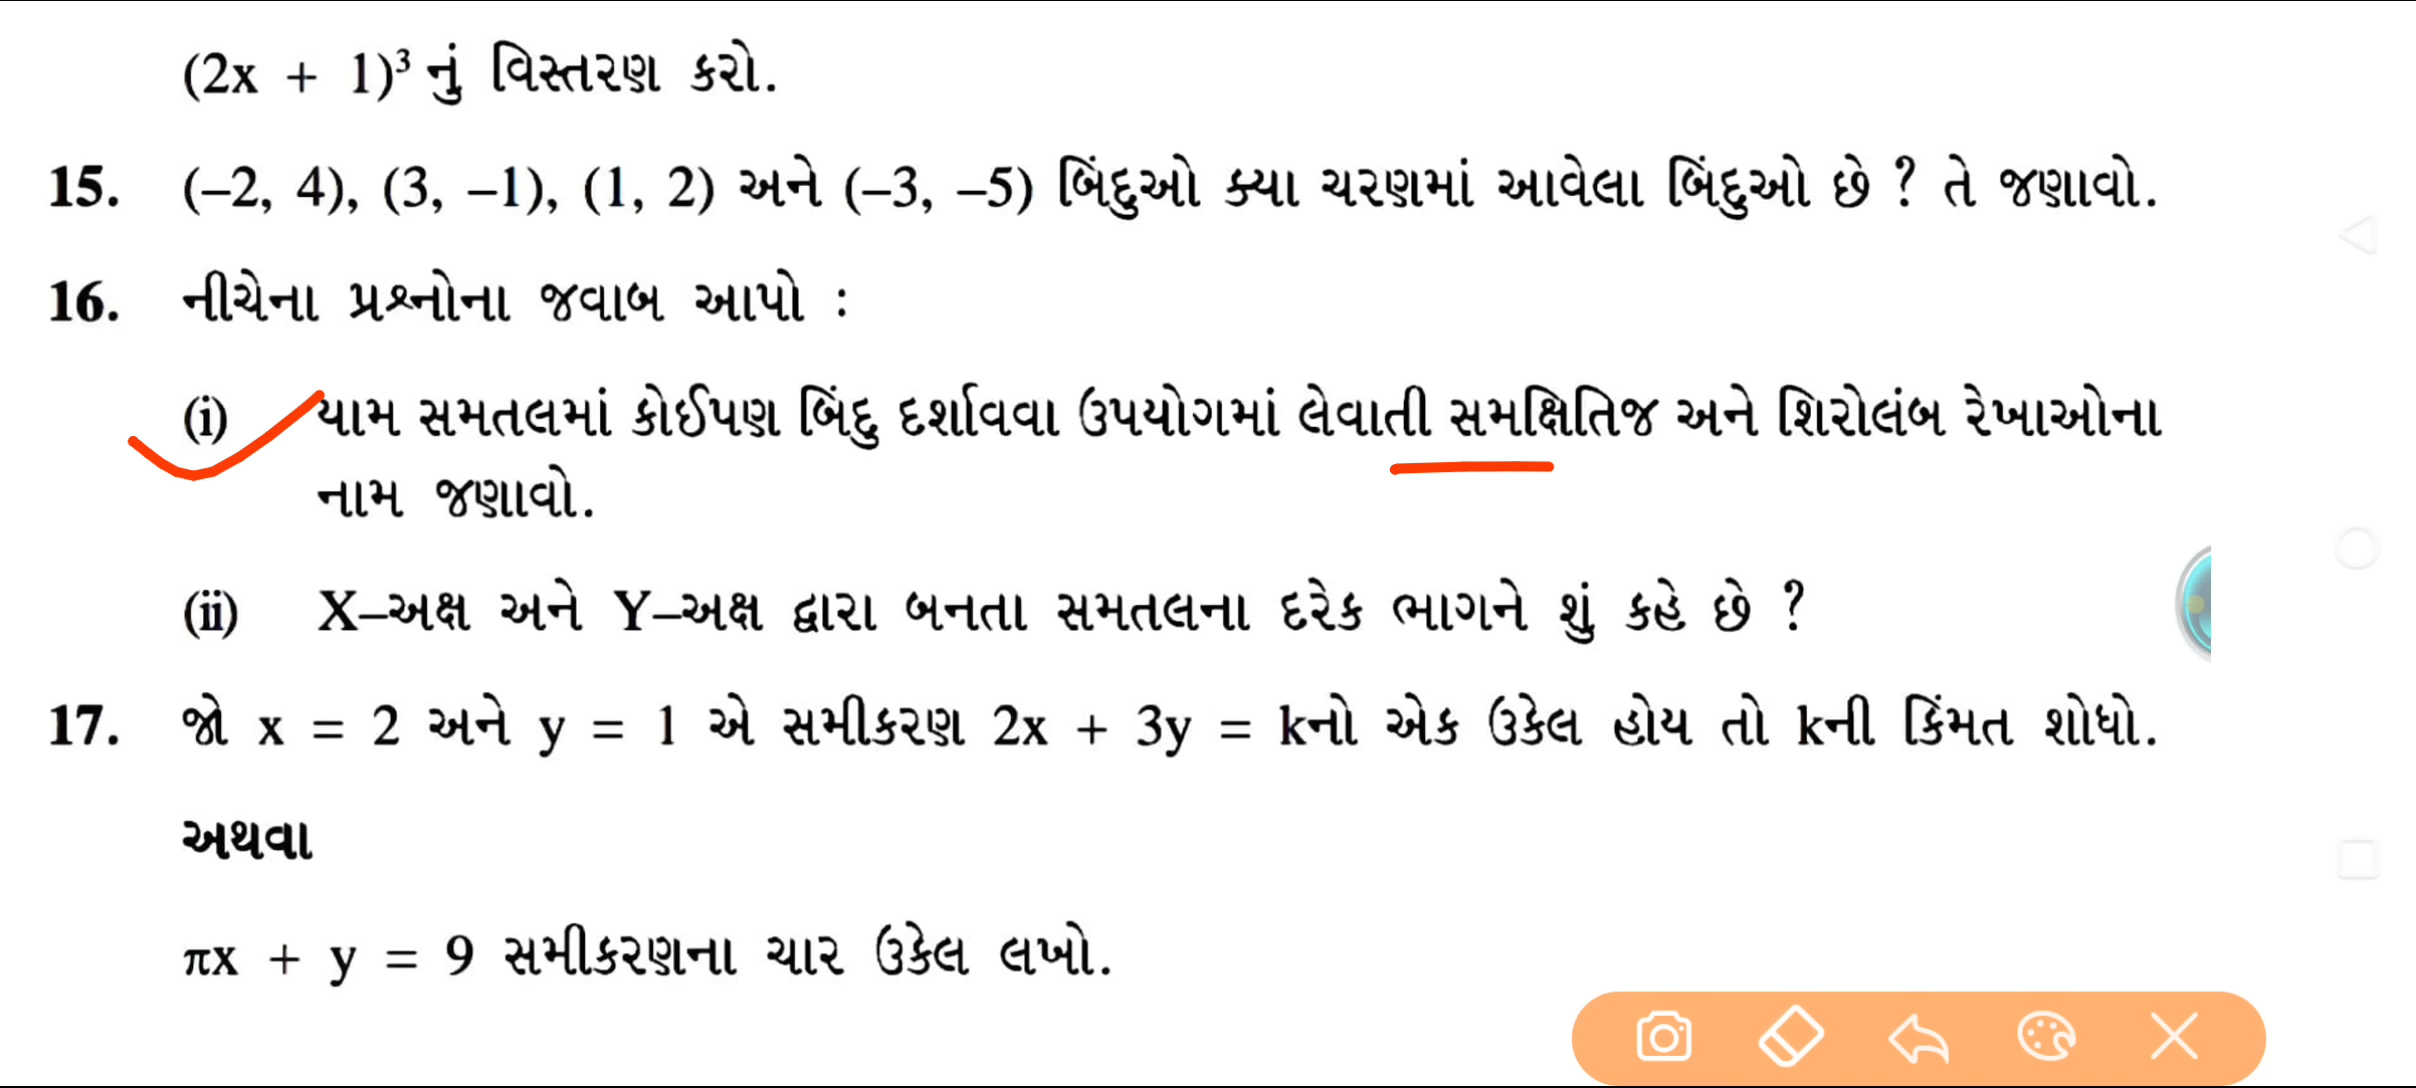 (2x + 1)³ નું વિસ્તરણ કરો.
15. (–2, 4), (3, –1), (1, 2) અને (–3, –5) બિંદુઓ ક્યા ચરણમાં આવેલા બિંદુઓ છે ? તે જણાવો.
16. નીચેના પ્રશ્નોના જવાબ આપો :
(i) યામ સમતલમાં કોઈપણ બિંદુ દર્શાવવા ઉપયોગમાં લેવાતી સમક્ષિતિજ અને શિરોલંબ રેખાઓના
નામ જણાવો.
(ii) X–અક્ષ અને Y–અક્ષ દ્વારા બનતા સમતલના દરેક ભાગને શું કહે છે ?
17. જો x = 2 અને y = 1 એ સમીકરણ 2x + 3y = kનો એક ઉકેલ હોય તો kની કિંમત શોધો.
અથવા
πx + y = 9 સમીકરણના ચાર ઉકેલ લખો.